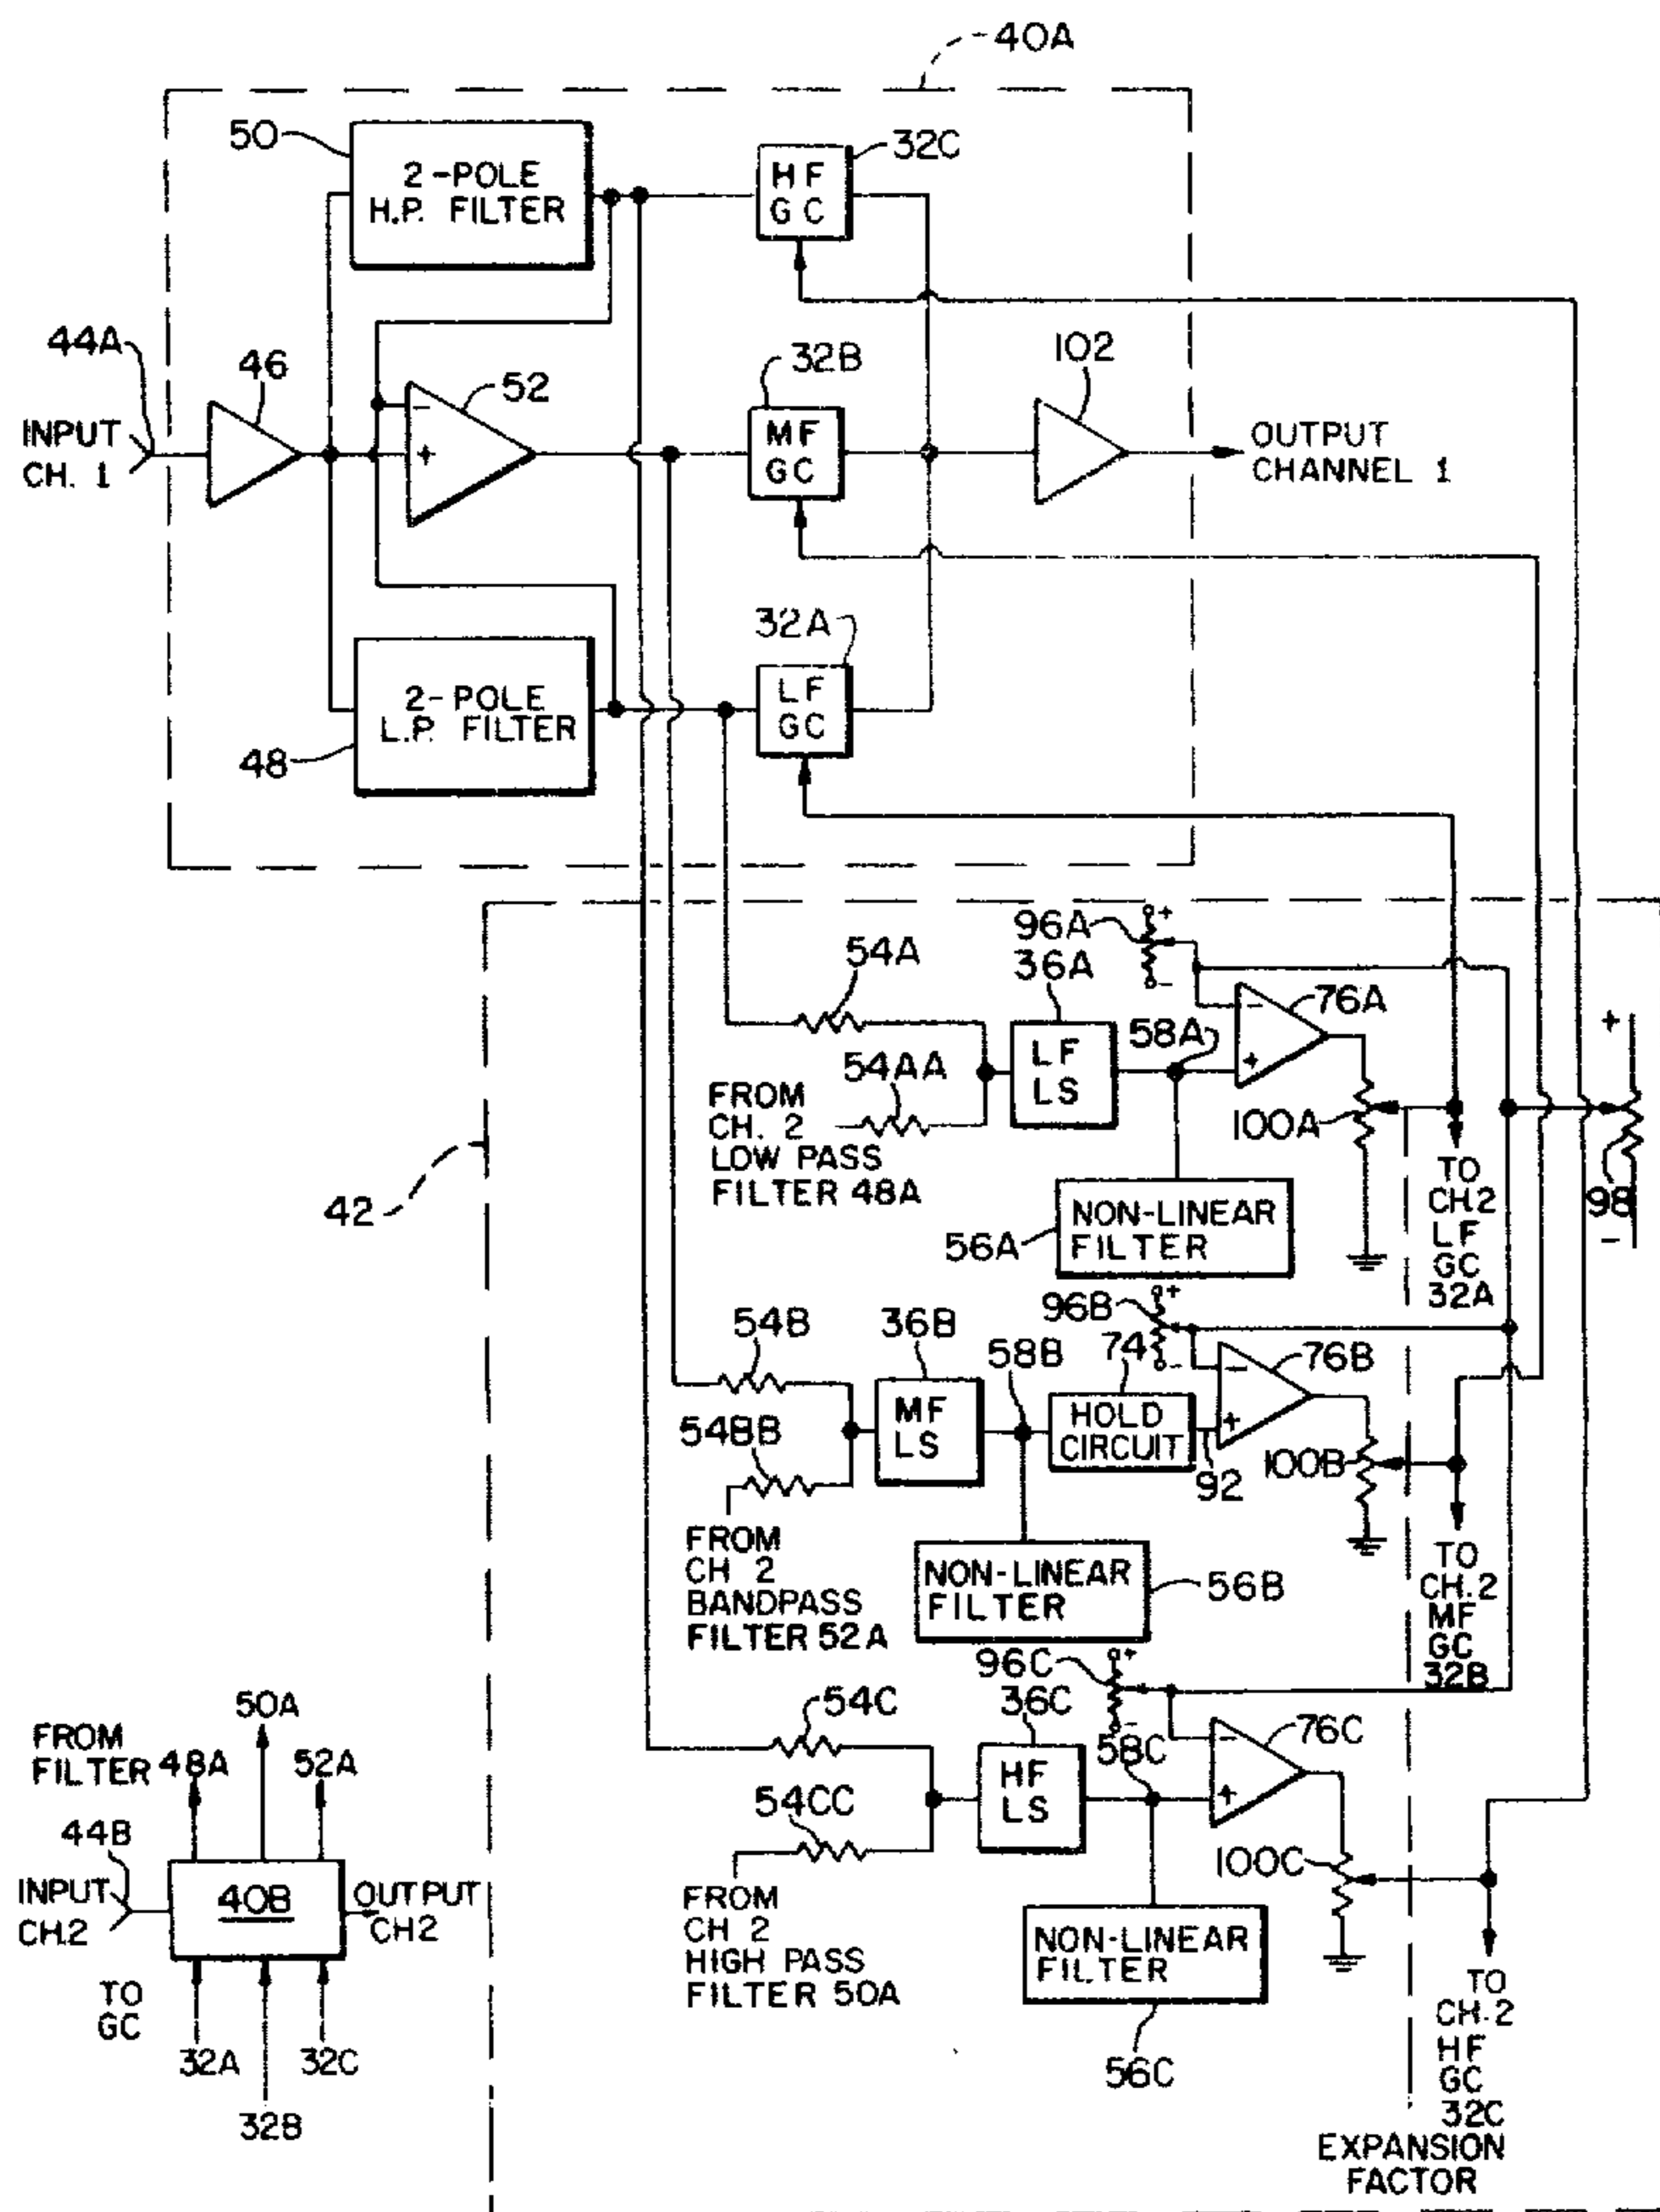 40A
50
2-POLE
H.P. FILTER
32C
HF
GC
44A
46
52
-
+
32B
MF
GC
102
INPUT
CH. 1
OUTPUT
CHANNEL 1
32A
LF
GC
2-POLE
L.P. FILTER
48
42
96A
+
-
54A
36A
LF
LS
58A
76A
-
+
54AA
FROM
CH. 2
LOW PASS
FILTER 48A
100A
+
98
-
56A
NON-LINEAR
FILTER
TO
CH.2
LF
GC
32A
96B
+
-
54B
36B
MF
LS
58B
74
HOLD
CIRCUIT
76B
-
+
92
54BB
100B
FROM
CH 2
BANDPASS
FILTER 52A
NON-LINEAR
FILTER
56B
TO
CH.2
MF
GC
32B
96C
+
-
54C
36C
HF
LS
58C
76C
-
+
54CC
100C
FROM
CH 2
HIGH PASS
FILTER 50A
NON-LINEAR
FILTER
56C
TO
CH.2
HF
GC
32C
EXPANSION
FACTOR
50A
FROM
FILTER 48A
52A
44B
INPUT
CH.2
40B
OUTPUT
CH2
TO
GC
32A
32C
32B